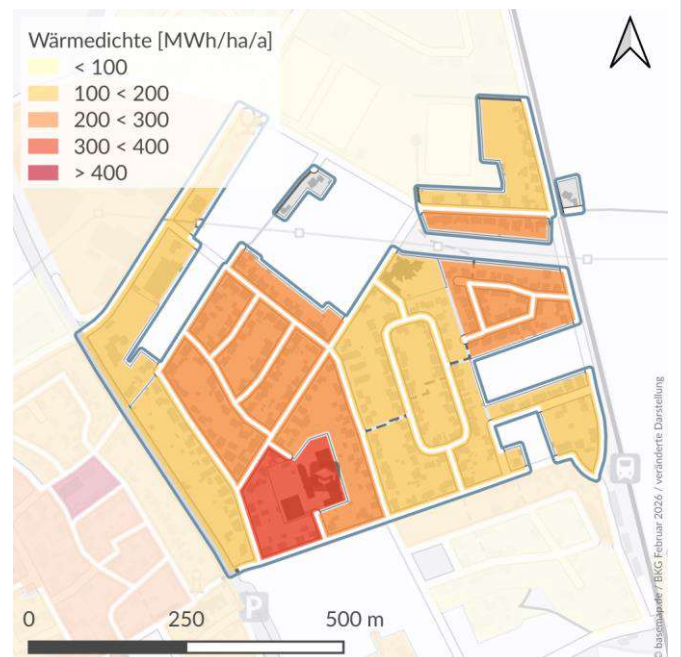 Wärmedichte [MWh/ha/a]
< 100
100 < 200
200 < 300
300 < 400
> 400
P
0 250 500 m
© basemap.de / BKG Februar 2026 / veränderte Darstellung